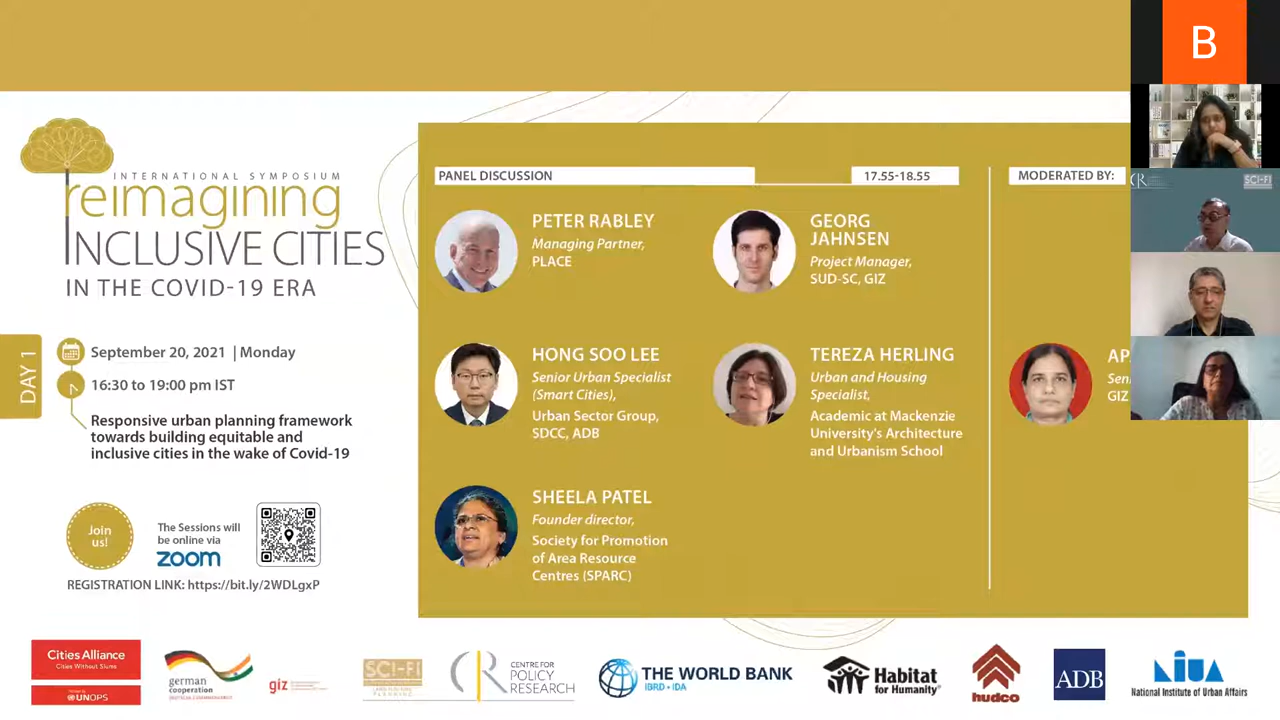 INTERNATIONAL SYMPOSIUM
reimagining
INCLUSIVE CITIES
IN THE COVID-19 ERA
DAY 1
September 20, 2021 | Monday
16:30 to 19:00 pm IST
Responsive urban planning framework
towards building equitable and
inclusive cities in the wake of Covid-19
Join
us!
The Sessions will
be online via
zoom
REGISTRATION LINK: https://bit.ly/2WDLgxP
PANEL DISCUSSION
17.55-18.55
PETER RABLEY
Managing Partner,
PLACE
GEORG
JAHNSEN
Project Manager,
SUD-SC, GIZ
HONG SOO LEE
Senior Urban Specialist
(Smart Cities),
Urban Sector Group,
SDCC, ADB
TEREZA HERLING
Urban and Housing
Specialist,
Academic at Mackenzie
University's Architecture
and Urbanism School
SHEELA PATEL
Founder director,
Society for Promotion
of Area Resource
Centres (SPARC)
MODERATED BY:
GIZ
B
SCI-FI
Cities Alliance
Cities Without Slums
UNOPS
german
cooperation
giz
SCI-FI
CENTRE FOR
POLICY
RESEARCH
THE WORLD BANK
IBRD • IDA
Habitat
for Humanity®
hudco
ADB
NIUA
National Institute of Urban Affairs